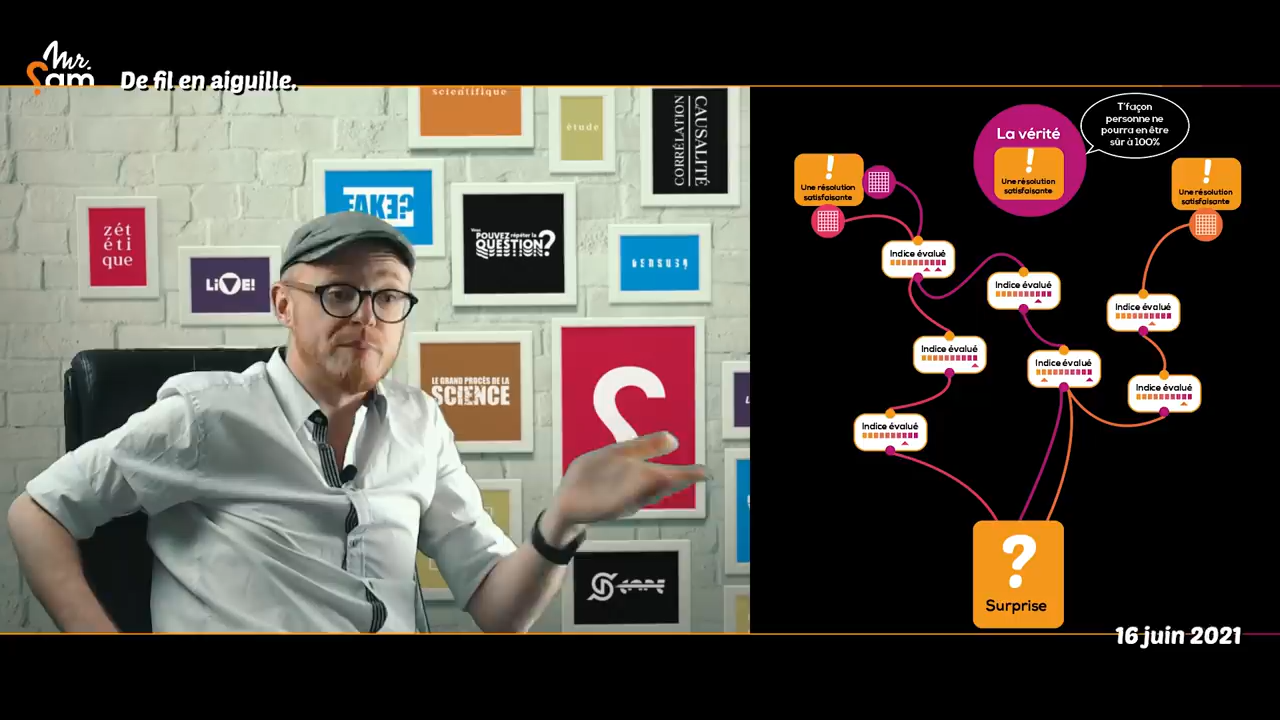 Mr.
Sam
De fil en aiguille.
scientifique
étude
CORRÉLATION
CAUSALITÉ
FAKE?
zét
éti
que
LiVE!
Vous
POUVEZ répéter la
QUESTION?
LE GRAND PROCÈS DE LA
SCIENCE
La vérité
!
Une résolution
satisfaisante
T'façon
personne ne
pourra en être
sûr à 100%
!
Une résolution
satisfaisante
!
Une résolution
satisfaisante
Indice évalué
Indice évalué
Indice évalué
Indice évalué
Indice évalué
Indice évalué
Indice évalué
?
Surprise
16 juin 2021